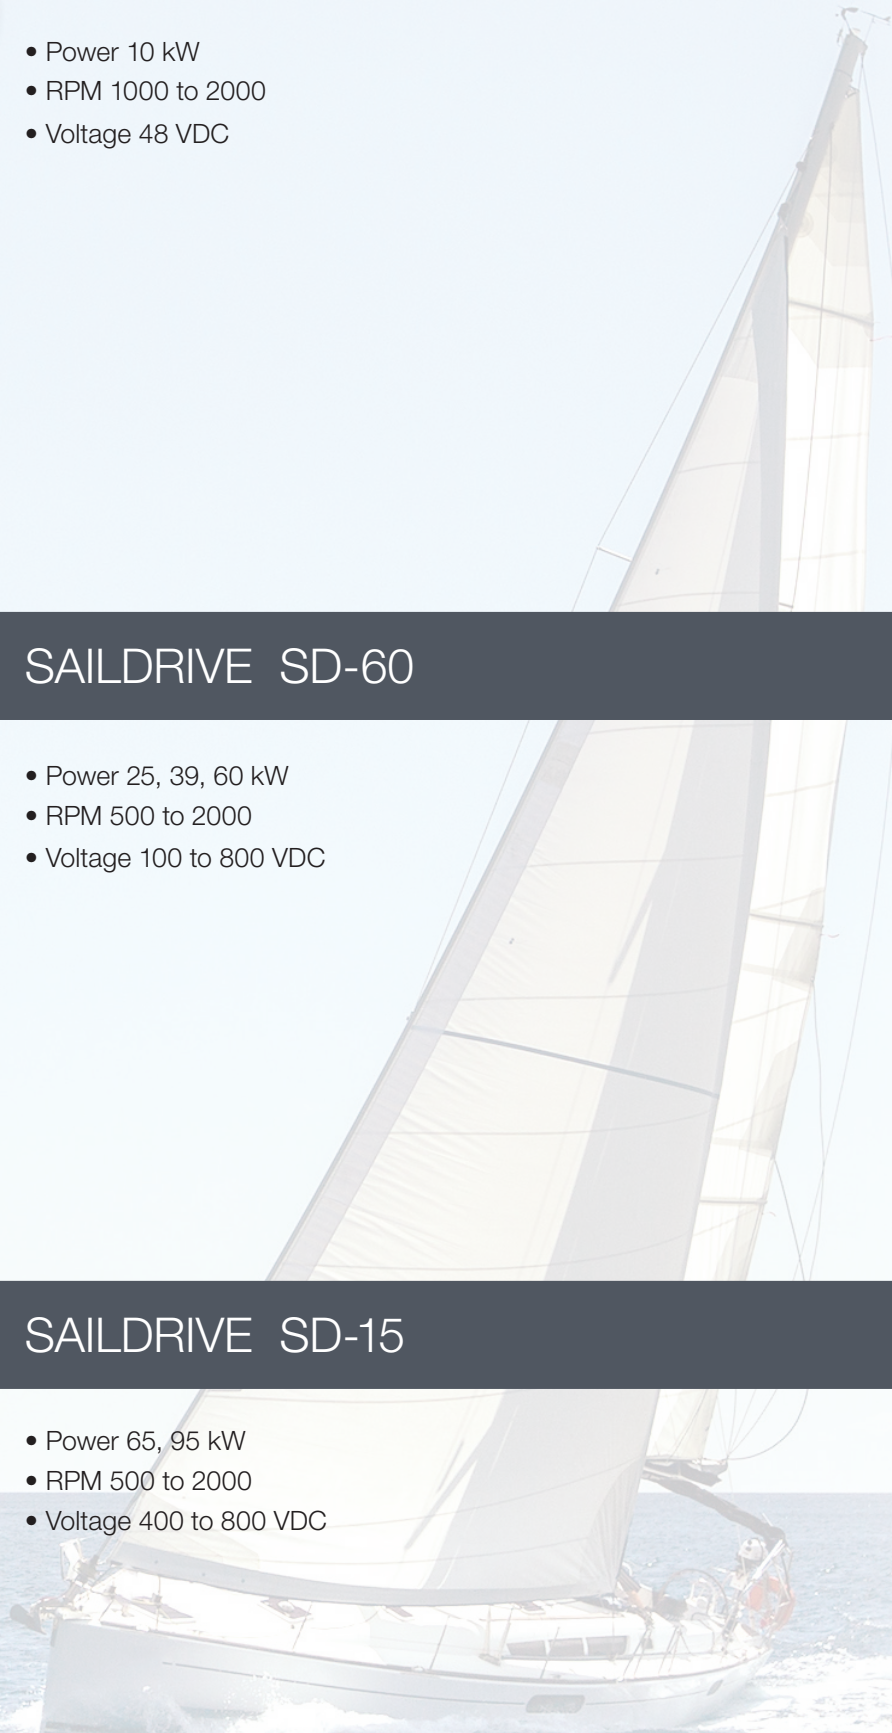 • Power 10 kW
• RPM 1000 to 2000
• Voltage 48 VDC
SAILDRIVE SD-60
• Power 25, 39, 60 kW
• RPM 500 to 2000
• Voltage 100 to 800 VDC
SAILDRIVE SD-15
• Power 65, 95 kW
• RPM 500 to 2000
• Voltage 400 to 800 VDC